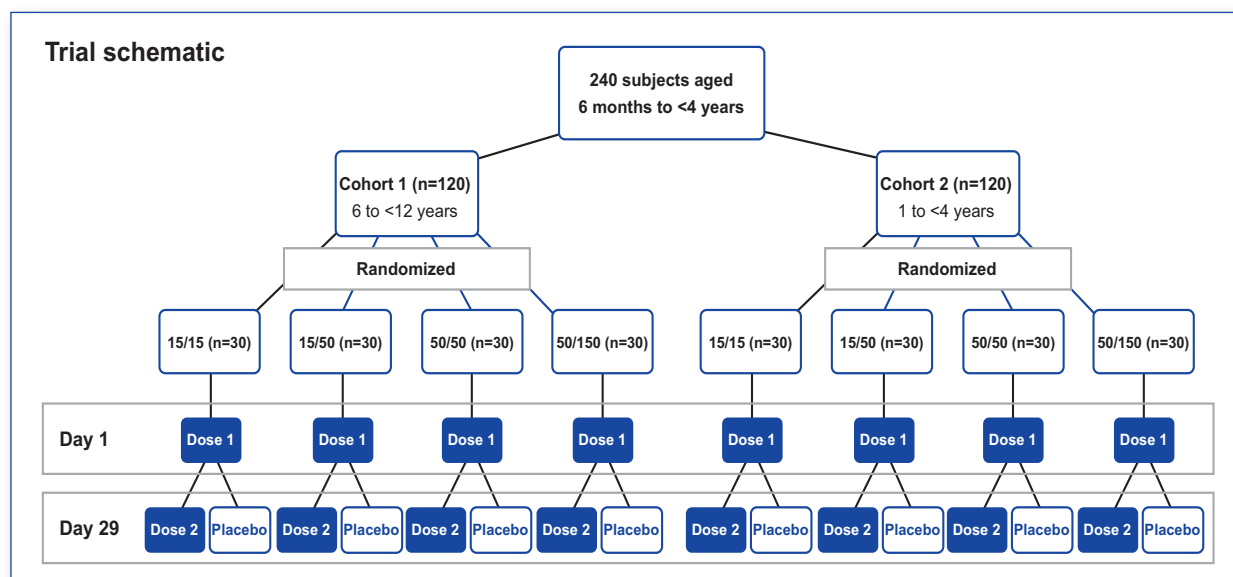 Trial schematic
240 subjects aged
6 months to <4 years
Cohort 1 (n=120)
6 to <12 years
Cohort 2 (n=120)
1 to <4 years
Randomized
Randomized
15/15 (n=30)
15/50 (n=30)
50/50 (n=30)
50/150 (n=30)
15/15 (n=30)
15/50 (n=30)
50/50 (n=30)
50/150 (n=30)
Day 1
Dose 1
Dose 1
Dose 1
Dose 1
Dose 1
Dose 1
Dose 1
Dose 1
Day 29
Dose 2
Placebo
Dose 2
Placebo
Dose 2
Placebo
Dose 2
Placebo
Dose 2
Placebo
Dose 2
Placebo
Dose 2
Placebo
Dose 2
Placebo